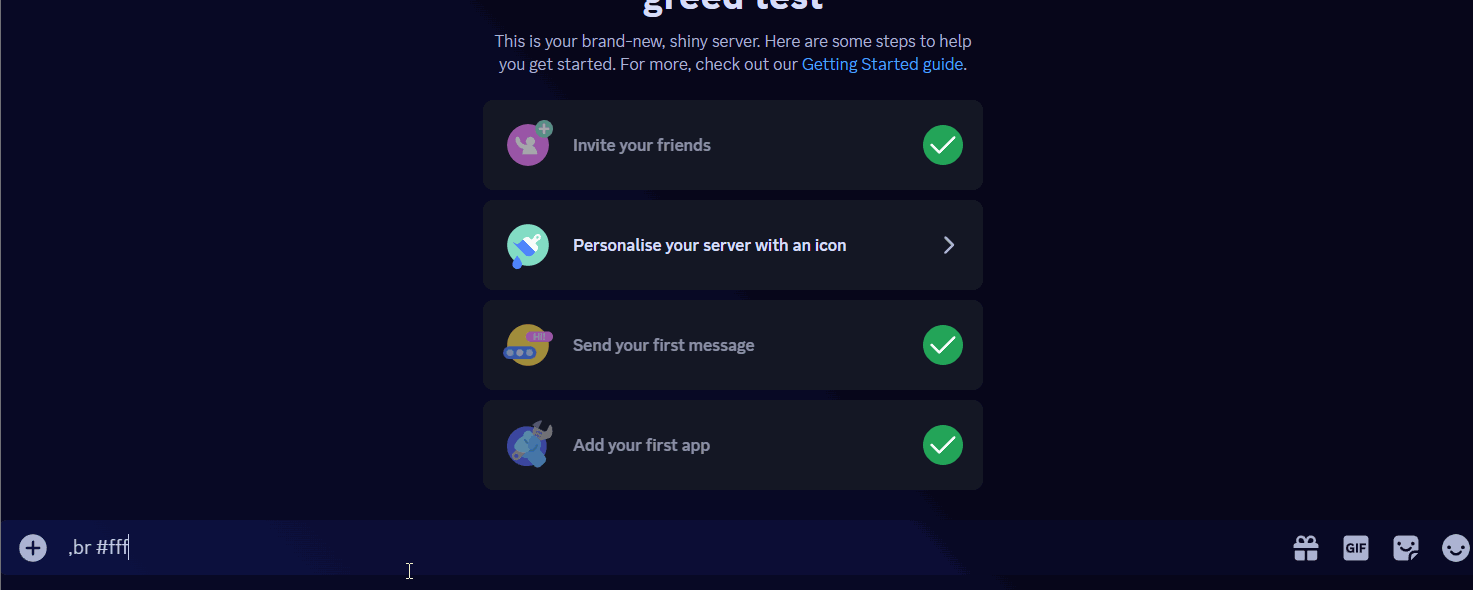 greed test
This is your brand-new, shiny server. Here are some steps to help
you get started. For more, check out our Getting Started guide.
Invite your friends
Personalise your server with an icon
Hi!
Send your first message
Add your first app
,br #fff
GIF